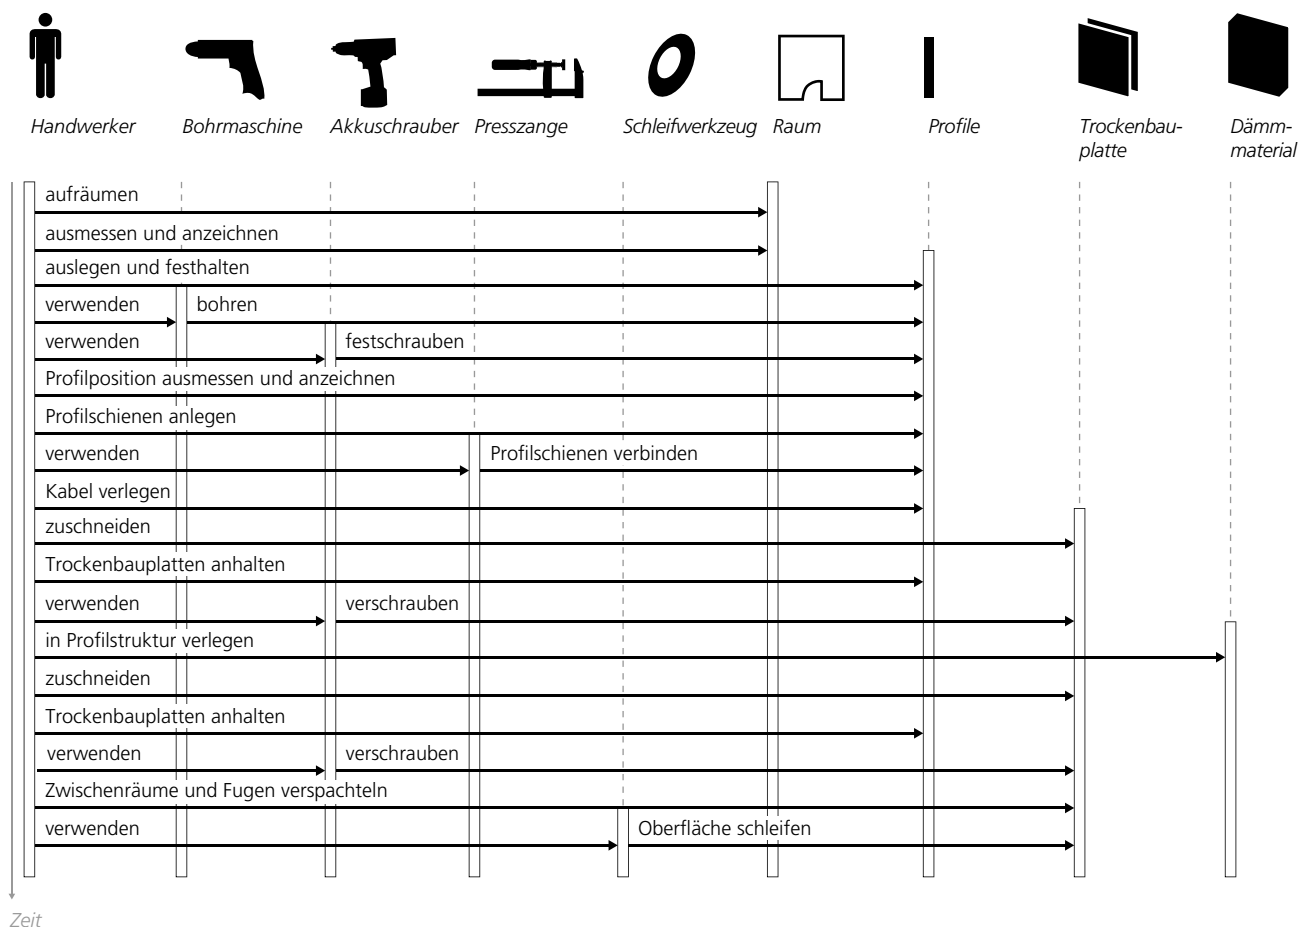 Handwerker
Bohrmaschine
Akkuschrauber
Presszange
Schleifwerkzeug
Raum
Profile
Trockenbau-
platte
Dämm-
material
aufräumen
ausmessen und anzeichnen
auslegen und festhalten
verwenden
bohren
verwenden
festschrauben
Profilposition ausmessen und anzeichnen
Profilschienen anlegen
verwenden
Profilschienen verbinden
Kabel verlegen
zuschneiden
Trockenbauplatten anhalten
verwenden
verschrauben
in Profilstruktur verlegen
zuschneiden
Trockenbauplatten anhalten
verwenden
verschrauben
Zwischenräume und Fugen verspachteln
verwenden
Oberfläche schleifen
Zeit